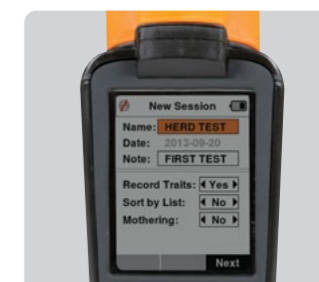 New Session
Name: HERD TEST
Date: 2013-09-20
Note: FIRST TEST
Record Traits: Yes
Sort by List: No
Mothering: No
Next